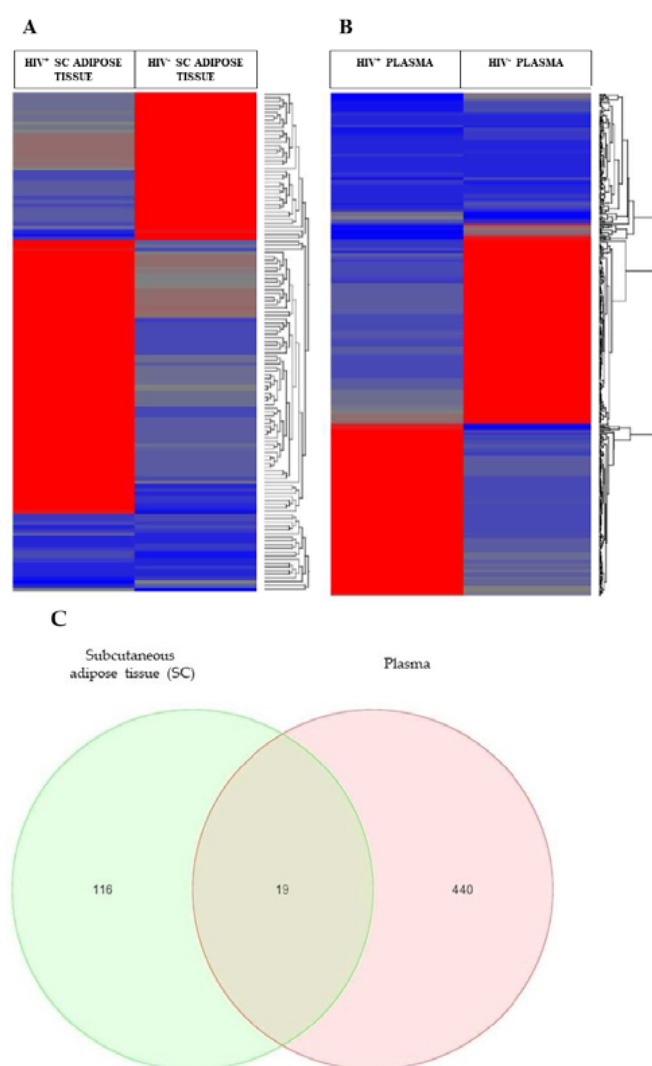 A
B
HIV⁺ SC ADIPOSE
TISSUE
HIV⁻ SC ADIPOSE
TISSUE
HIV⁺ PLASMA
HIV⁻ PLASMA
C
Subcutaneous
adipose tissue (SC)
Plasma
116
19
440